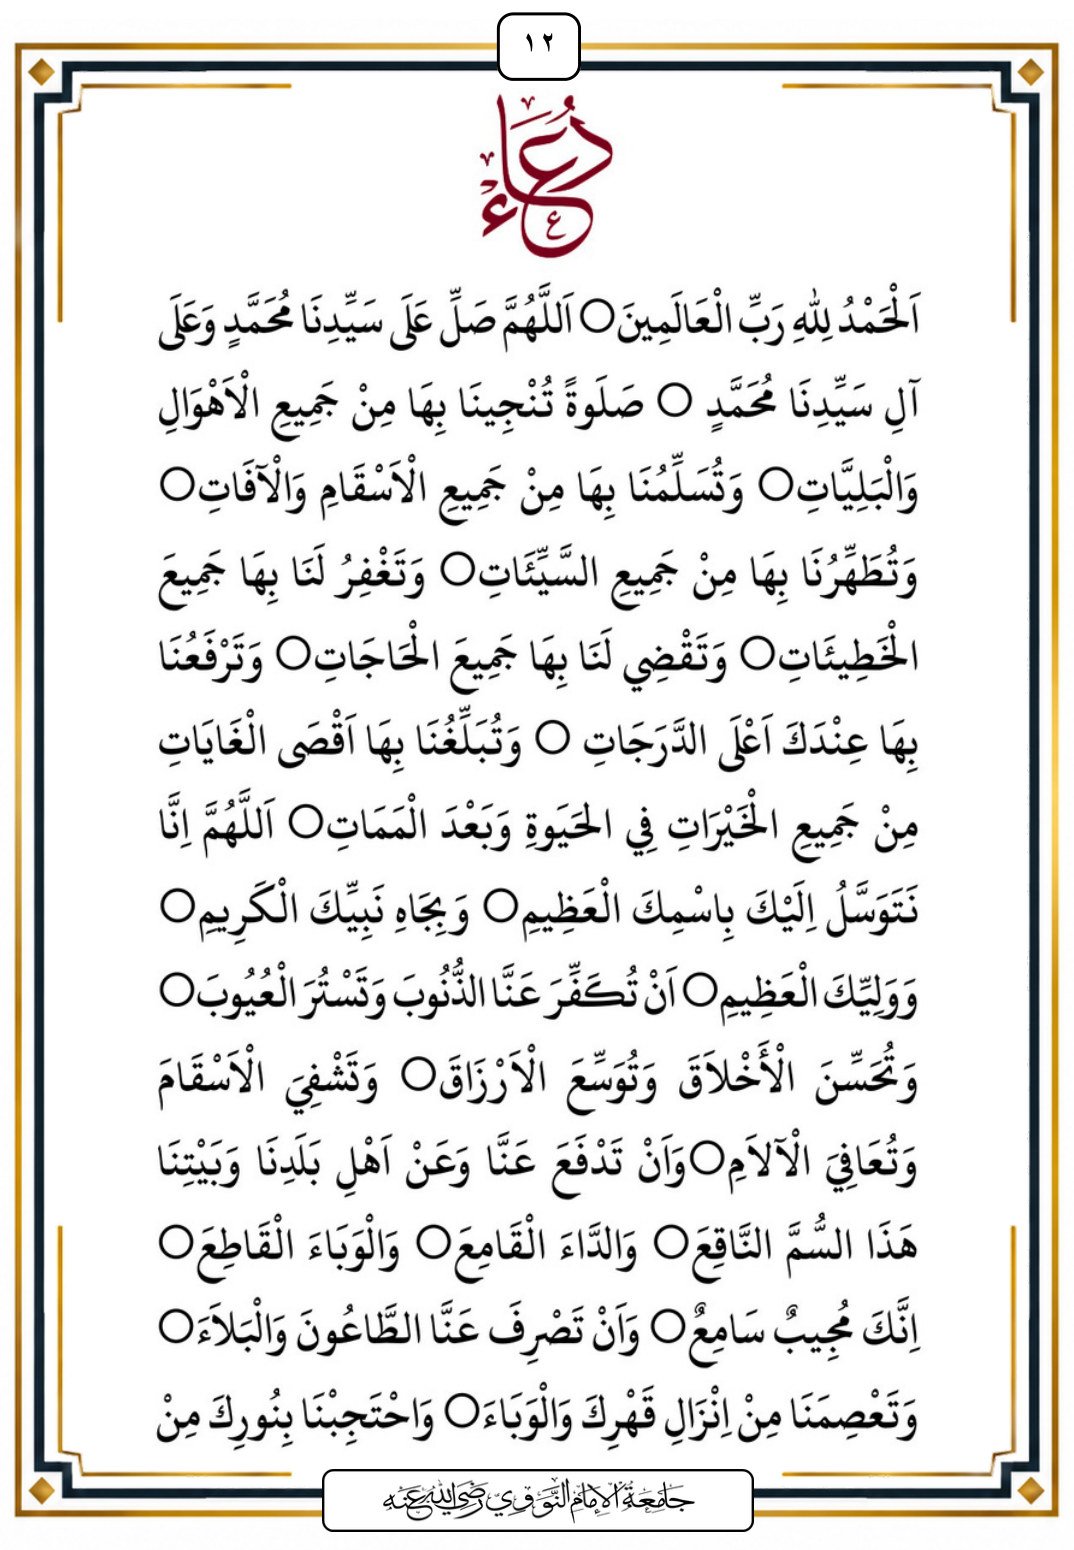 ١٢
دُعَاء
اَلْحَمْدُ لِلّٰهِ رَبِّ الْعَالَمِينَ○ اَللَّهُمَّ صَلِّ عَلَى سَيِّدِنَا مُحَمَّدٍ وَعَلَى
آلِ سَيِّدِنَا مُحَمَّدٍ ○ صَلَوةً تُنْجِينَا بِهَا مِنْ جَمِيعِ الْاَهْوَالِ
وَالْبَلِيَّاتِ○ وَتُسَلِّمُنَا بِهَا مِنْ جَمِيعِ الْاَسْقَامِ وَالْآفَاتِ○
وَتُطَهِّرُنَا بِهَا مِنْ جَمِيعِ السَّيِّئَاتِ○ وَتَغْفِرُ لَنَا بِهَا جَمِيعَ
الْخَطِيئَاتِ○ وَتَقْضِي لَنَا بِهَا جَمِيعَ الْحَاجَاتِ○ وَتَرْفَعُنَا
بِهَا عِنْدَكَ اَعْلَى الدَّرَجَاتِ ○ وَتُبَلِّغُنَا بِهَا اَقْصَى الْغَايَاتِ
مِنْ جَمِيعِ الْخَيْرَاتِ فِي الْحَيَوةِ وَبَعْدَ الْمَمَاتِ○ اَللَّهُمَّ اِنَّا
نَتَوَسَّلُ اِلَيْكَ بِاسْمِكَ الْعَظِيمِ○ وَبِجَاهِ نَبِيِّكَ الْكَرِيمِ○
وَوَلِيِّكَ الْعَظِيمِ○ اَنْ تُكَفِّرَ عَنَّا الذُّنُوبَ وَتَسْتُرَ الْعُيُوبَ○
وَتُحَسِّنَ الْأَخْلَاقَ وَتُوَسِّعَ الْاَرْزَاقَ○ وَتَشْفِيَ الْاَسْقَامَ
وَتُعَافِيَ الْآلَامِ○ وَاَنْ تَدْفَعَ عَنَّا وَعَنْ اَهْلِ بَلَدِنَا وَبَيْتِنَا
هَذَا السُّمَّ النَّاقِعَ○ وَالدَّاءَ الْقَامِعَ○ وَالْوَبَاءَ الْقَاطِعَ○
اِنَّكَ مُجِيبٌ سَامِعٌ○ وَاَنْ تَصْرِفَ عَنَّا الطَّاعُونَ وَالْبَلَاءَ○
وَتَعْصِمَنَا مِنْ اِنْزَالِ قَهْرِكَ وَالْوَبَاءَ○ وَاحْتَجِبْنَا بِنُورِكَ مِنْ
جَامِعَةُ الْإِمَامِ النَّوَوِي رَضِيَ اللهُ عَنْهُ